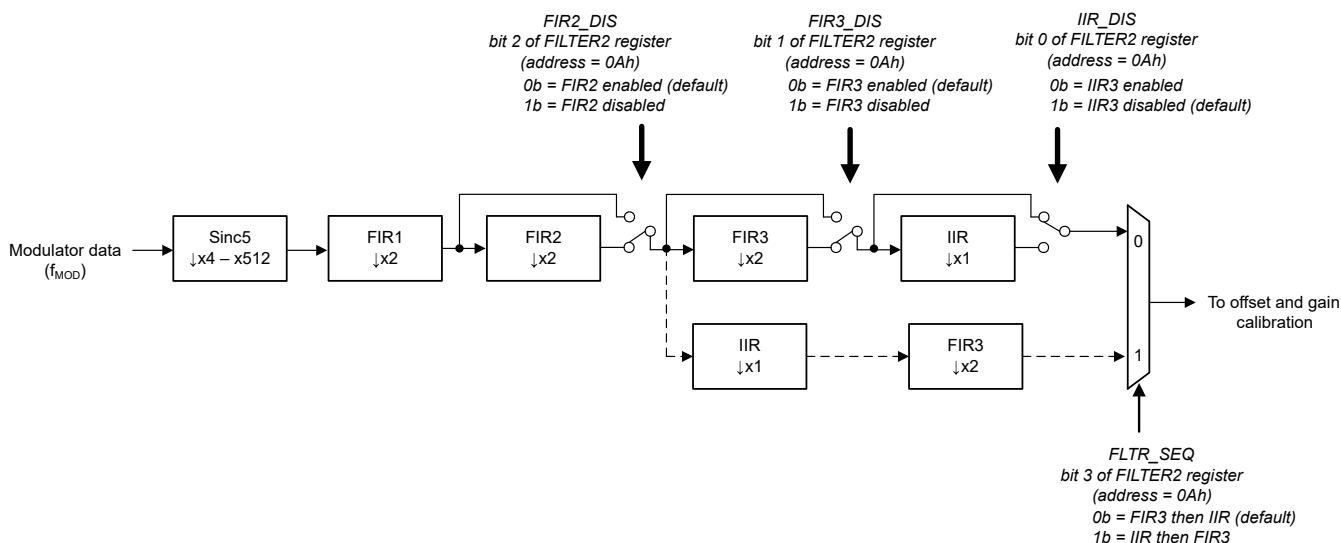 FIR2_DIS
bit 2 of FILTER2 register
(address = 0Ah)
0b = FIR2 enabled (default)
1b = FIR2 disabled
FIR3_DIS
bit 1 of FILTER2 register
(address = 0Ah)
0b = FIR3 enabled (default)
1b = FIR3 disabled
IIR_DIS
bit 0 of FILTER2 register
(address = 0Ah)
0b = IIR3 enabled
1b = IIR3 disabled (default)
Modulator data
(fMOD)
Sinc5
↓x4 – x512
FIR1
↓x2
FIR2
↓x2
FIR3
↓x2
IIR
↓x1
0
To offset and gain
calibration
IIR
↓x1
FIR3
↓x2
1
FLTR_SEQ
bit 3 of FILTER2 register
(address = 0Ah)
0b = FIR3 then IIR (default)
1b = IIR then FIR3